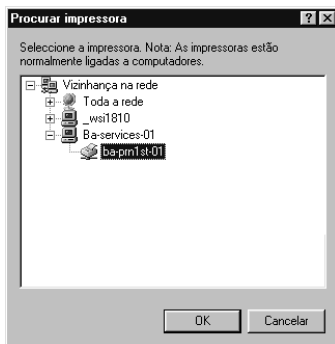 Procurar impressora
Seleccione a impressora. Nota: As impressoras estão
normalmente ligadas a computadores.
Vizinhança na rede
Toda a rede
_wsi1810
Ba-services-01
ba-prn1st-01
OK
Cancelar